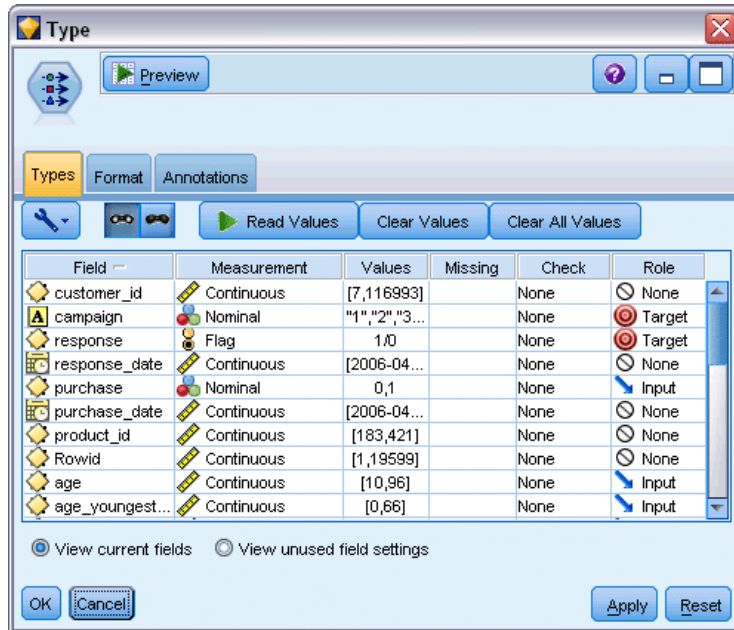 Type
Preview
Types Format Annotations
Read Values Clear Values Clear All Values
Field Measurement Values Missing Check Role
customer_id Continuous [7,116993] None None
A campaign Nominal "1","2","3... None Target
response Flag 1/0 None Target
response_date Continuous [2006-04... None None
purchase Nominal 0,1 None Input
purchase_date Continuous [2006-04... None None
product_id Continuous [183,421] None None
Rowid Continuous [1,19599] None None
age Continuous [10,96] None Input
age_youngest... Continuous [0,66] None Input
View current fields View unused field settings
OK Cancel Apply Reset